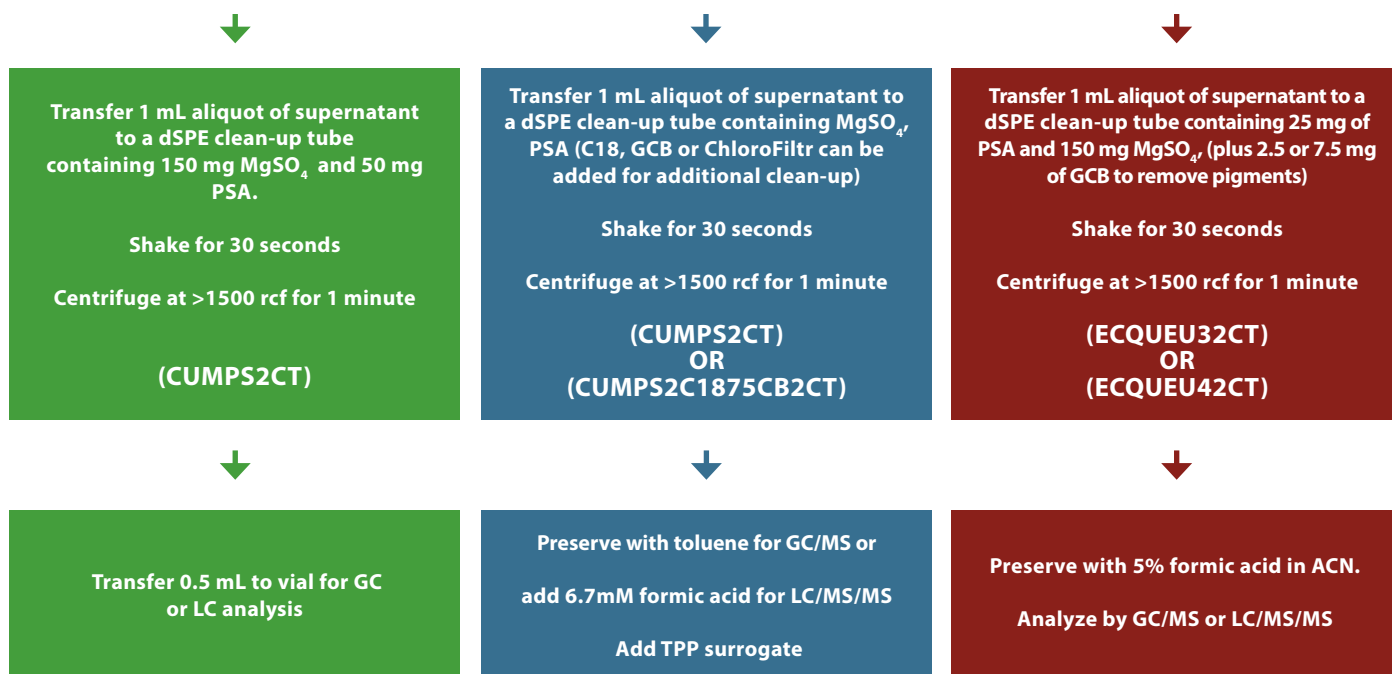 Transfer 1 mL aliquot of supernatant
to a dSPE clean-up tube
containing 150 mg MgSO₄ and 50 mg
PSA.
Shake for 30 seconds
Centrifuge at >1500 rcf for 1 minute
(CUMPS2CT)
Transfer 1 mL aliquot of supernatant to
a dSPE clean-up tube containing MgSO₄,
PSA (C18, GCB or ChloroFiltr can be
added for additional clean-up)
Shake for 30 seconds
Centrifuge at >1500 rcf for 1 minute
(CUMPS2CT)
OR
(CUMPS2C1875CB2CT)
Transfer 1 mL aliquot of supernatant to a
dSPE clean-up tube containing 25 mg of
PSA and 150 mg MgSO₄, (plus 2.5 or 7.5 mg
of GCB to remove pigments)
Shake for 30 seconds
Centrifuge at >1500 rcf for 1 minute
(ECQUEU32CT)
OR
(ECQUEU42CT)
Transfer 0.5 mL to vial for GC
or LC analysis
Preserve with toluene for GC/MS or
add 6.7mM formic acid for LC/MS/MS
Add TPP surrogate
Preserve with 5% formic acid in ACN.
Analyze by GC/MS or LC/MS/MS